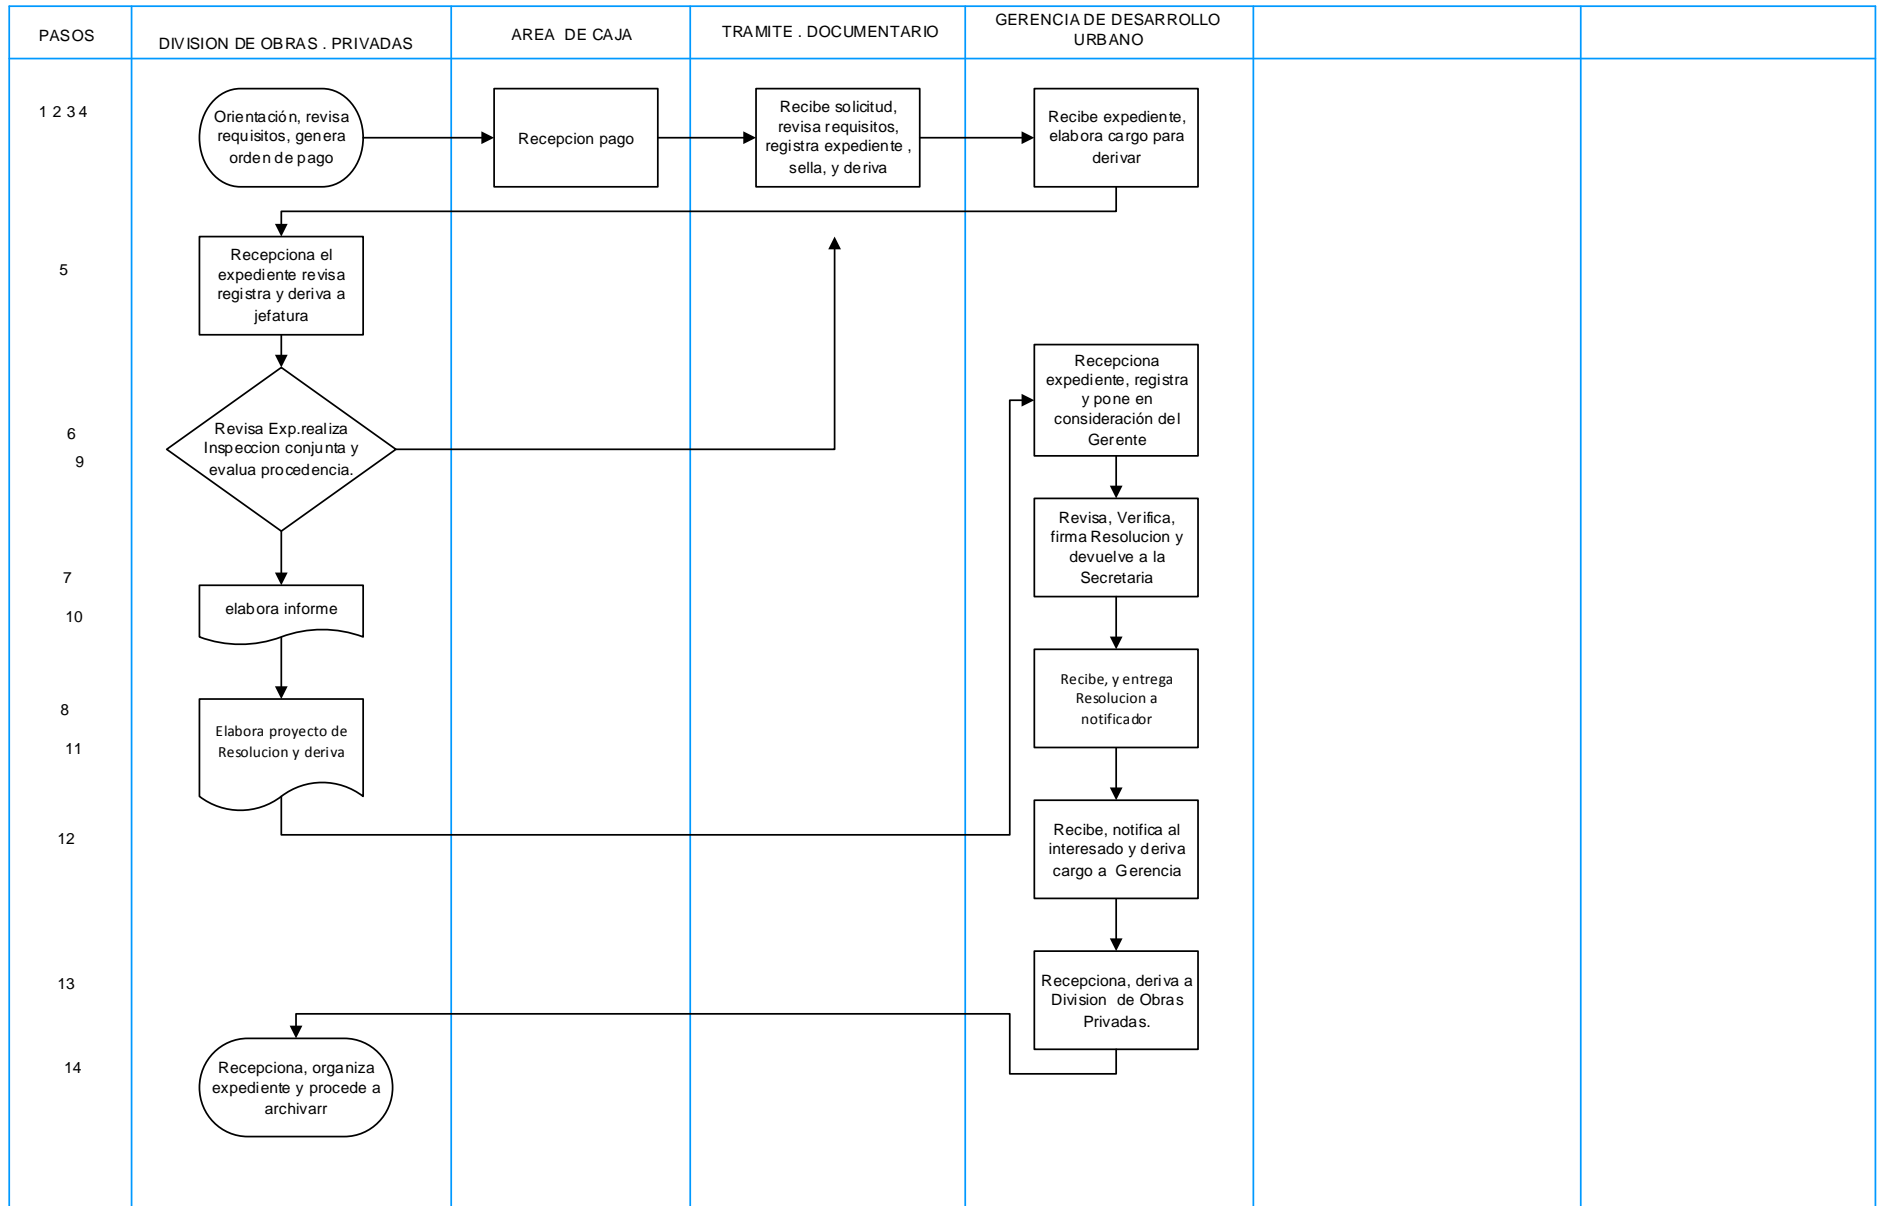 PASOS
DIVISION DE OBRAS . PRIVADAS
AREA DE CAJA
TRAMITE . DOCUMENTARIO
GERENCIA DE DESARROLLO
URBANO
1 2 3 4
Orientación, revisa
requisitos, genera
orden de pago
Recepcion pago
Recibe solicitud,
revisa requisitos,
registra expediente ,
sella, y deriva
Recibe expediente,
elabora cargo para
derivar
5
Recepciona el
expediente revisa
registra y deriva a
jefatura
6
9
Revisa Exp.realiza
Inspeccion conjunta y
evalua procedencia.
Recepciona
expediente, registra
y pone en
consideración del
Gerente
Revisa, Verifica,
firma Resolucion y
devuelve a la
Secretaria
7
10
elabora informe
Recibe, y entrega
Resolucion a
notificador
8
11
Elabora proyecto de
Resolucion y deriva
12
Recibe, notifica al
interesado y deriva
cargo a Gerencia
13
Recepciona, deriva a
Division de Obras
Privadas.
14
Recepciona, organiza
expediente y procede a
archivarr